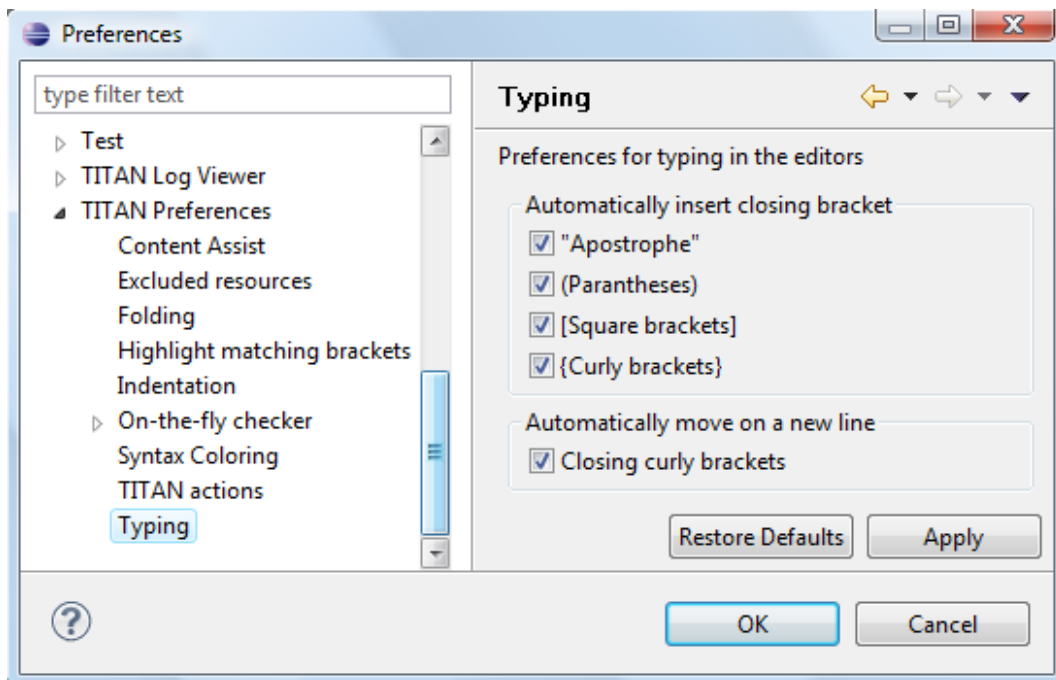 Preferences
type filter text
Test
TITAN Log Viewer
TITAN Preferences
Content Assist
Excluded resources
Folding
Highlight matching brackets
Indentation
On-the-fly checker
Syntax Coloring
TITAN actions
Typing
Typing
Preferences for typing in the editors
Automatically insert closing bracket
"Apostrophe"
(Parantheses)
[Square brackets]
{Curly brackets}
Automatically move on a new line
Closing curly brackets
Restore Defaults
Apply
OK
Cancel